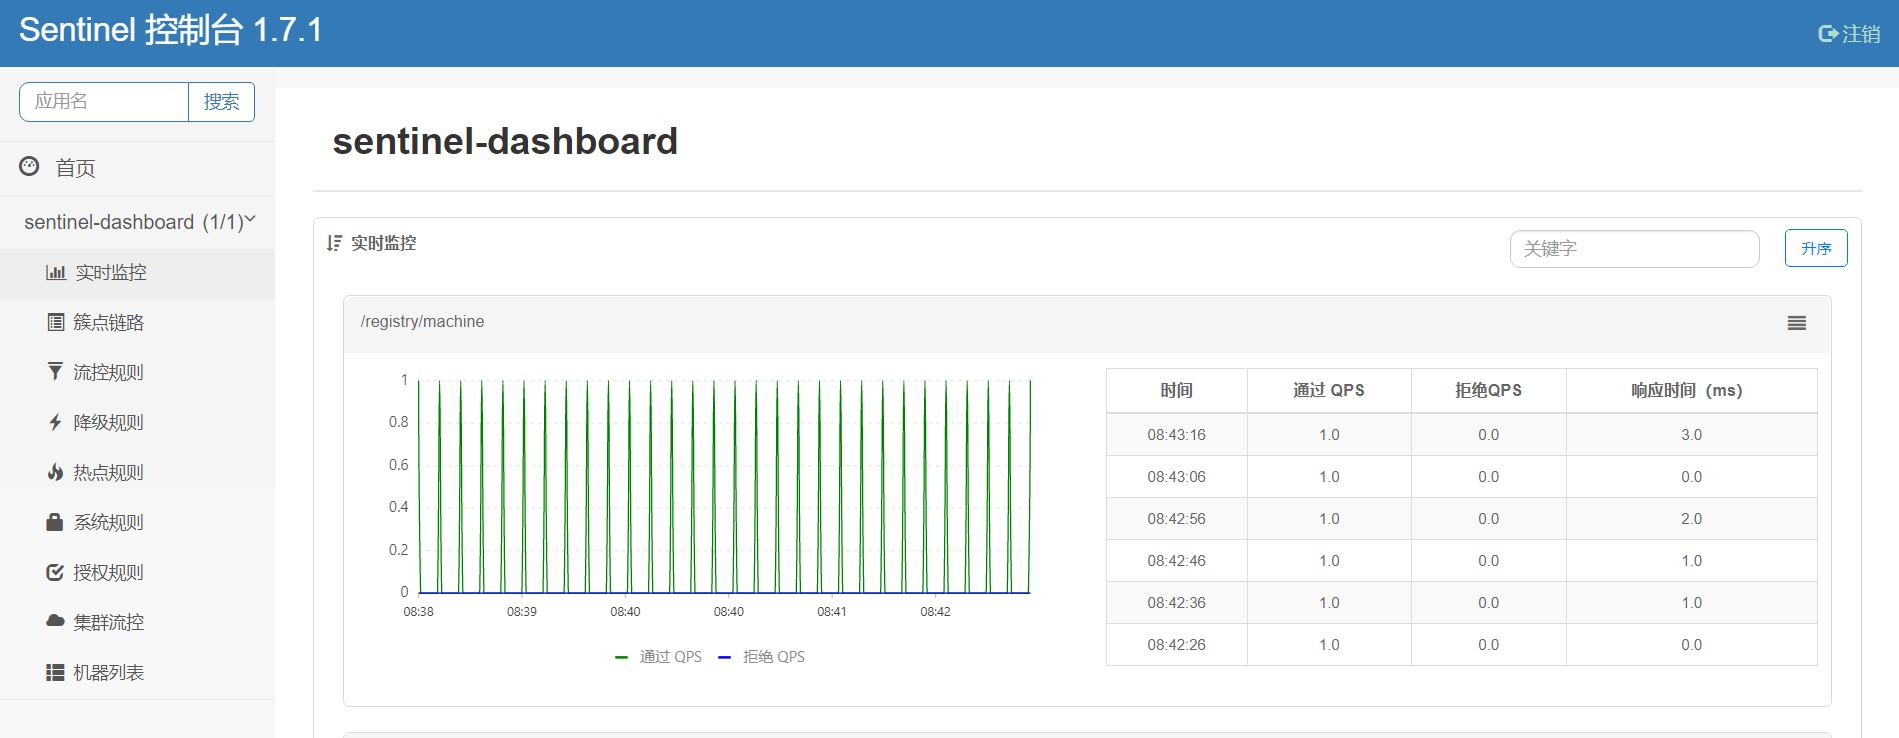 Sentinel 控制台 1.7.1
注销
应用名 搜索
首页
sentinel-dashboard (1/1)
实时监控
簇点链路
流控规则
降级规则
热点规则
系统规则
授权规则
集群流控
机器列表
sentinel-dashboard
实时监控 关键字 升序
/registry/machine
1
0.8
0.6
0.4
0.2
0
08:38 08:39 08:40 08:40 08:41 08:42
通过 QPS 拒绝 QPS
时间 通过 QPS 拒绝QPS 响应时间（ms）
08:43:16 1.0 0.0 3.0
08:43:06 1.0 0.0 0.0
08:42:56 1.0 0.0 2.0
08:42:46 1.0 0.0 1.0
08:42:36 1.0 0.0 1.0
08:42:26 1.0 0.0 0.0